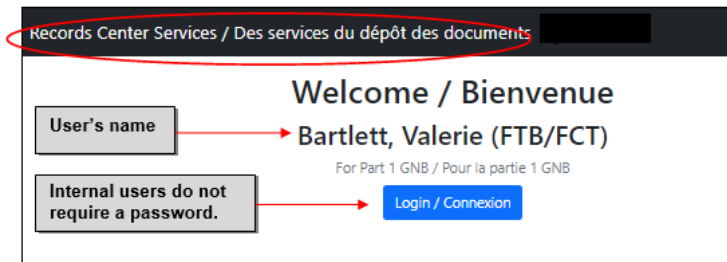 Records Center Services / Des services du dépôt des documents
Welcome / Bienvenue
User's name
Bartlett, Valerie (FTB/FCT)
For Part 1 GNB / Pour la partie 1 GNB
Internal users do not
require a password.
Login / Connexion